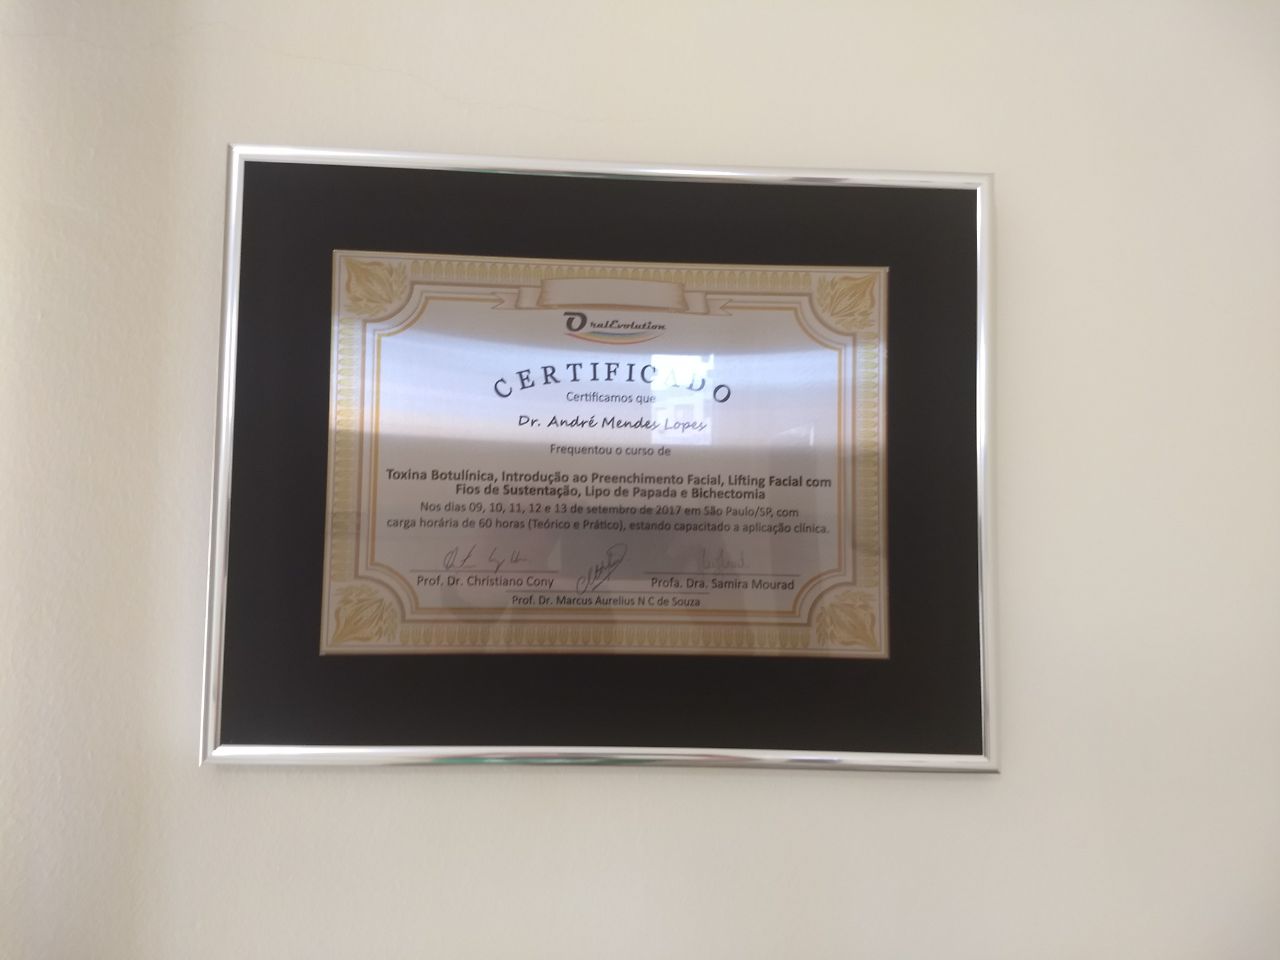 OralEvolution
CERTIFICADO
Certificamos que
Dr. André Mendes Lopes
Frequentou o curso de
Toxina Botulínica, Introdução ao Preenchimento Facial, Lifting Facial com
Fios de Sustentação, Lipo de Papada e Bichectomia
Nos dias 09, 10, 11, 12 e 13 de setembro de 2017 em São Paulo/SP, com
carga horária de 60 horas (Teórico e Prático), estando capacitado a aplicação clínica.
Prof. Dr. Christiano Cony
Profa. Dra. Samira Mourad
Prof. Dr. Marcus Aurelius N C de Souza